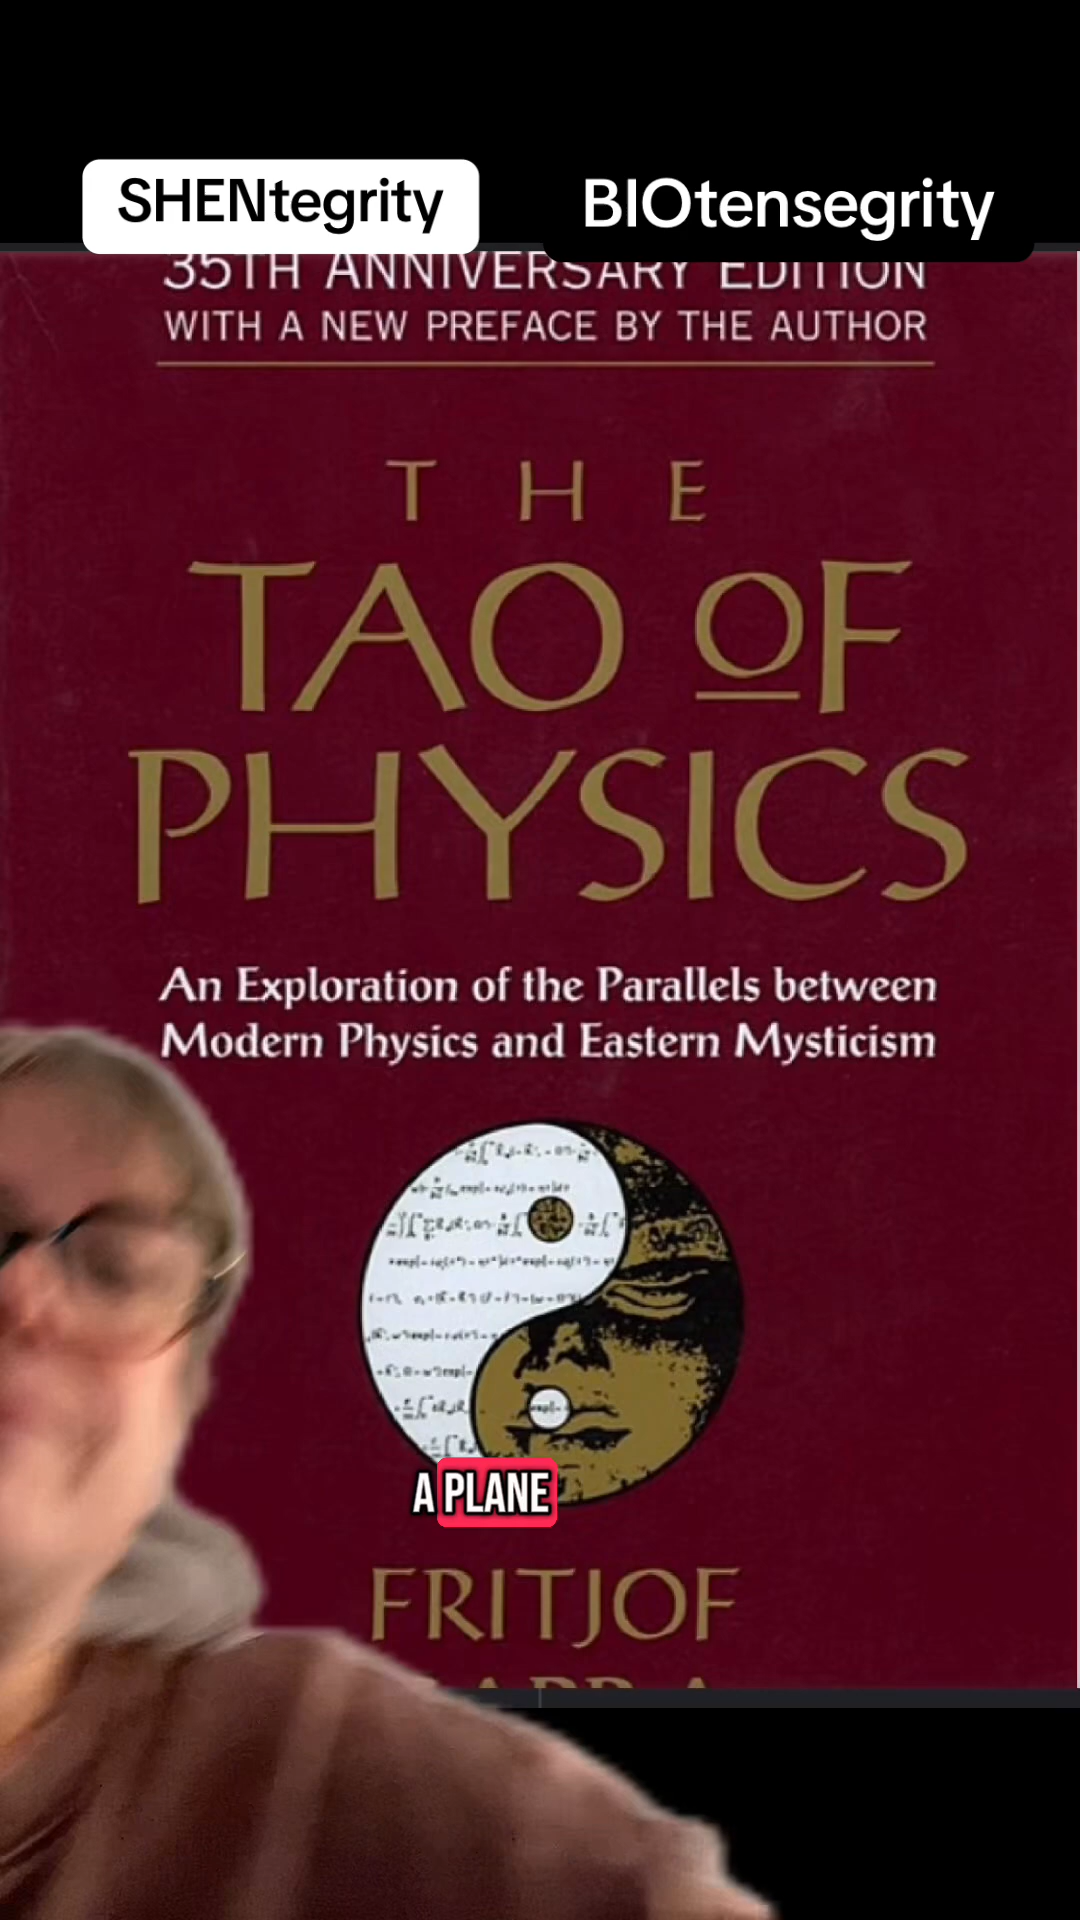 SHENtegrity
BIOtensegrity
35TH ANNIVERSARY EDITION
WITH A NEW PREFACE BY THE AUTHOR
THE
TAO OF
PHYSICS
An Exploration of the Parallels between
Modern Physics and Eastern Mysticism
A PLANE
FRITJOF